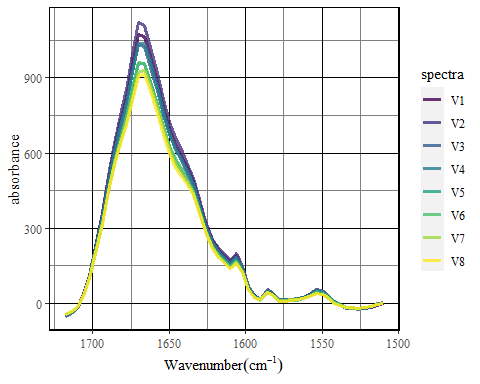 absorbance
900
600
300
0
1700
1650
1600
1550
1500
Wavenumber(cm⁻¹)
spectra
V1
V2
V3
V4
V5
V6
V7
V8